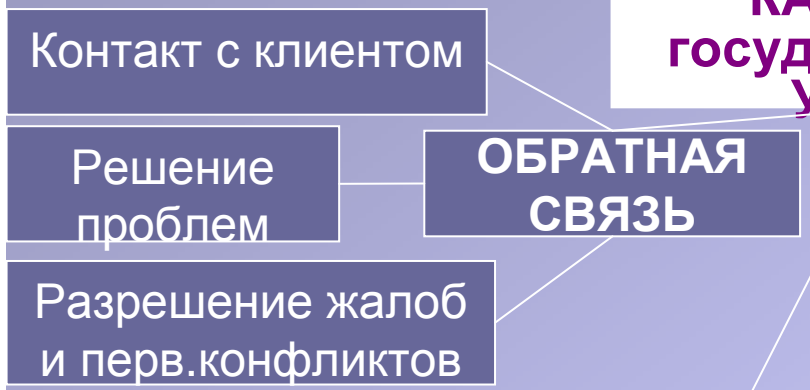 Контакт с клиентом
Решение
проблем
Разрешение жалоб
и перв.конфликтов
ОБРАТНАЯ
СВЯЗЬ